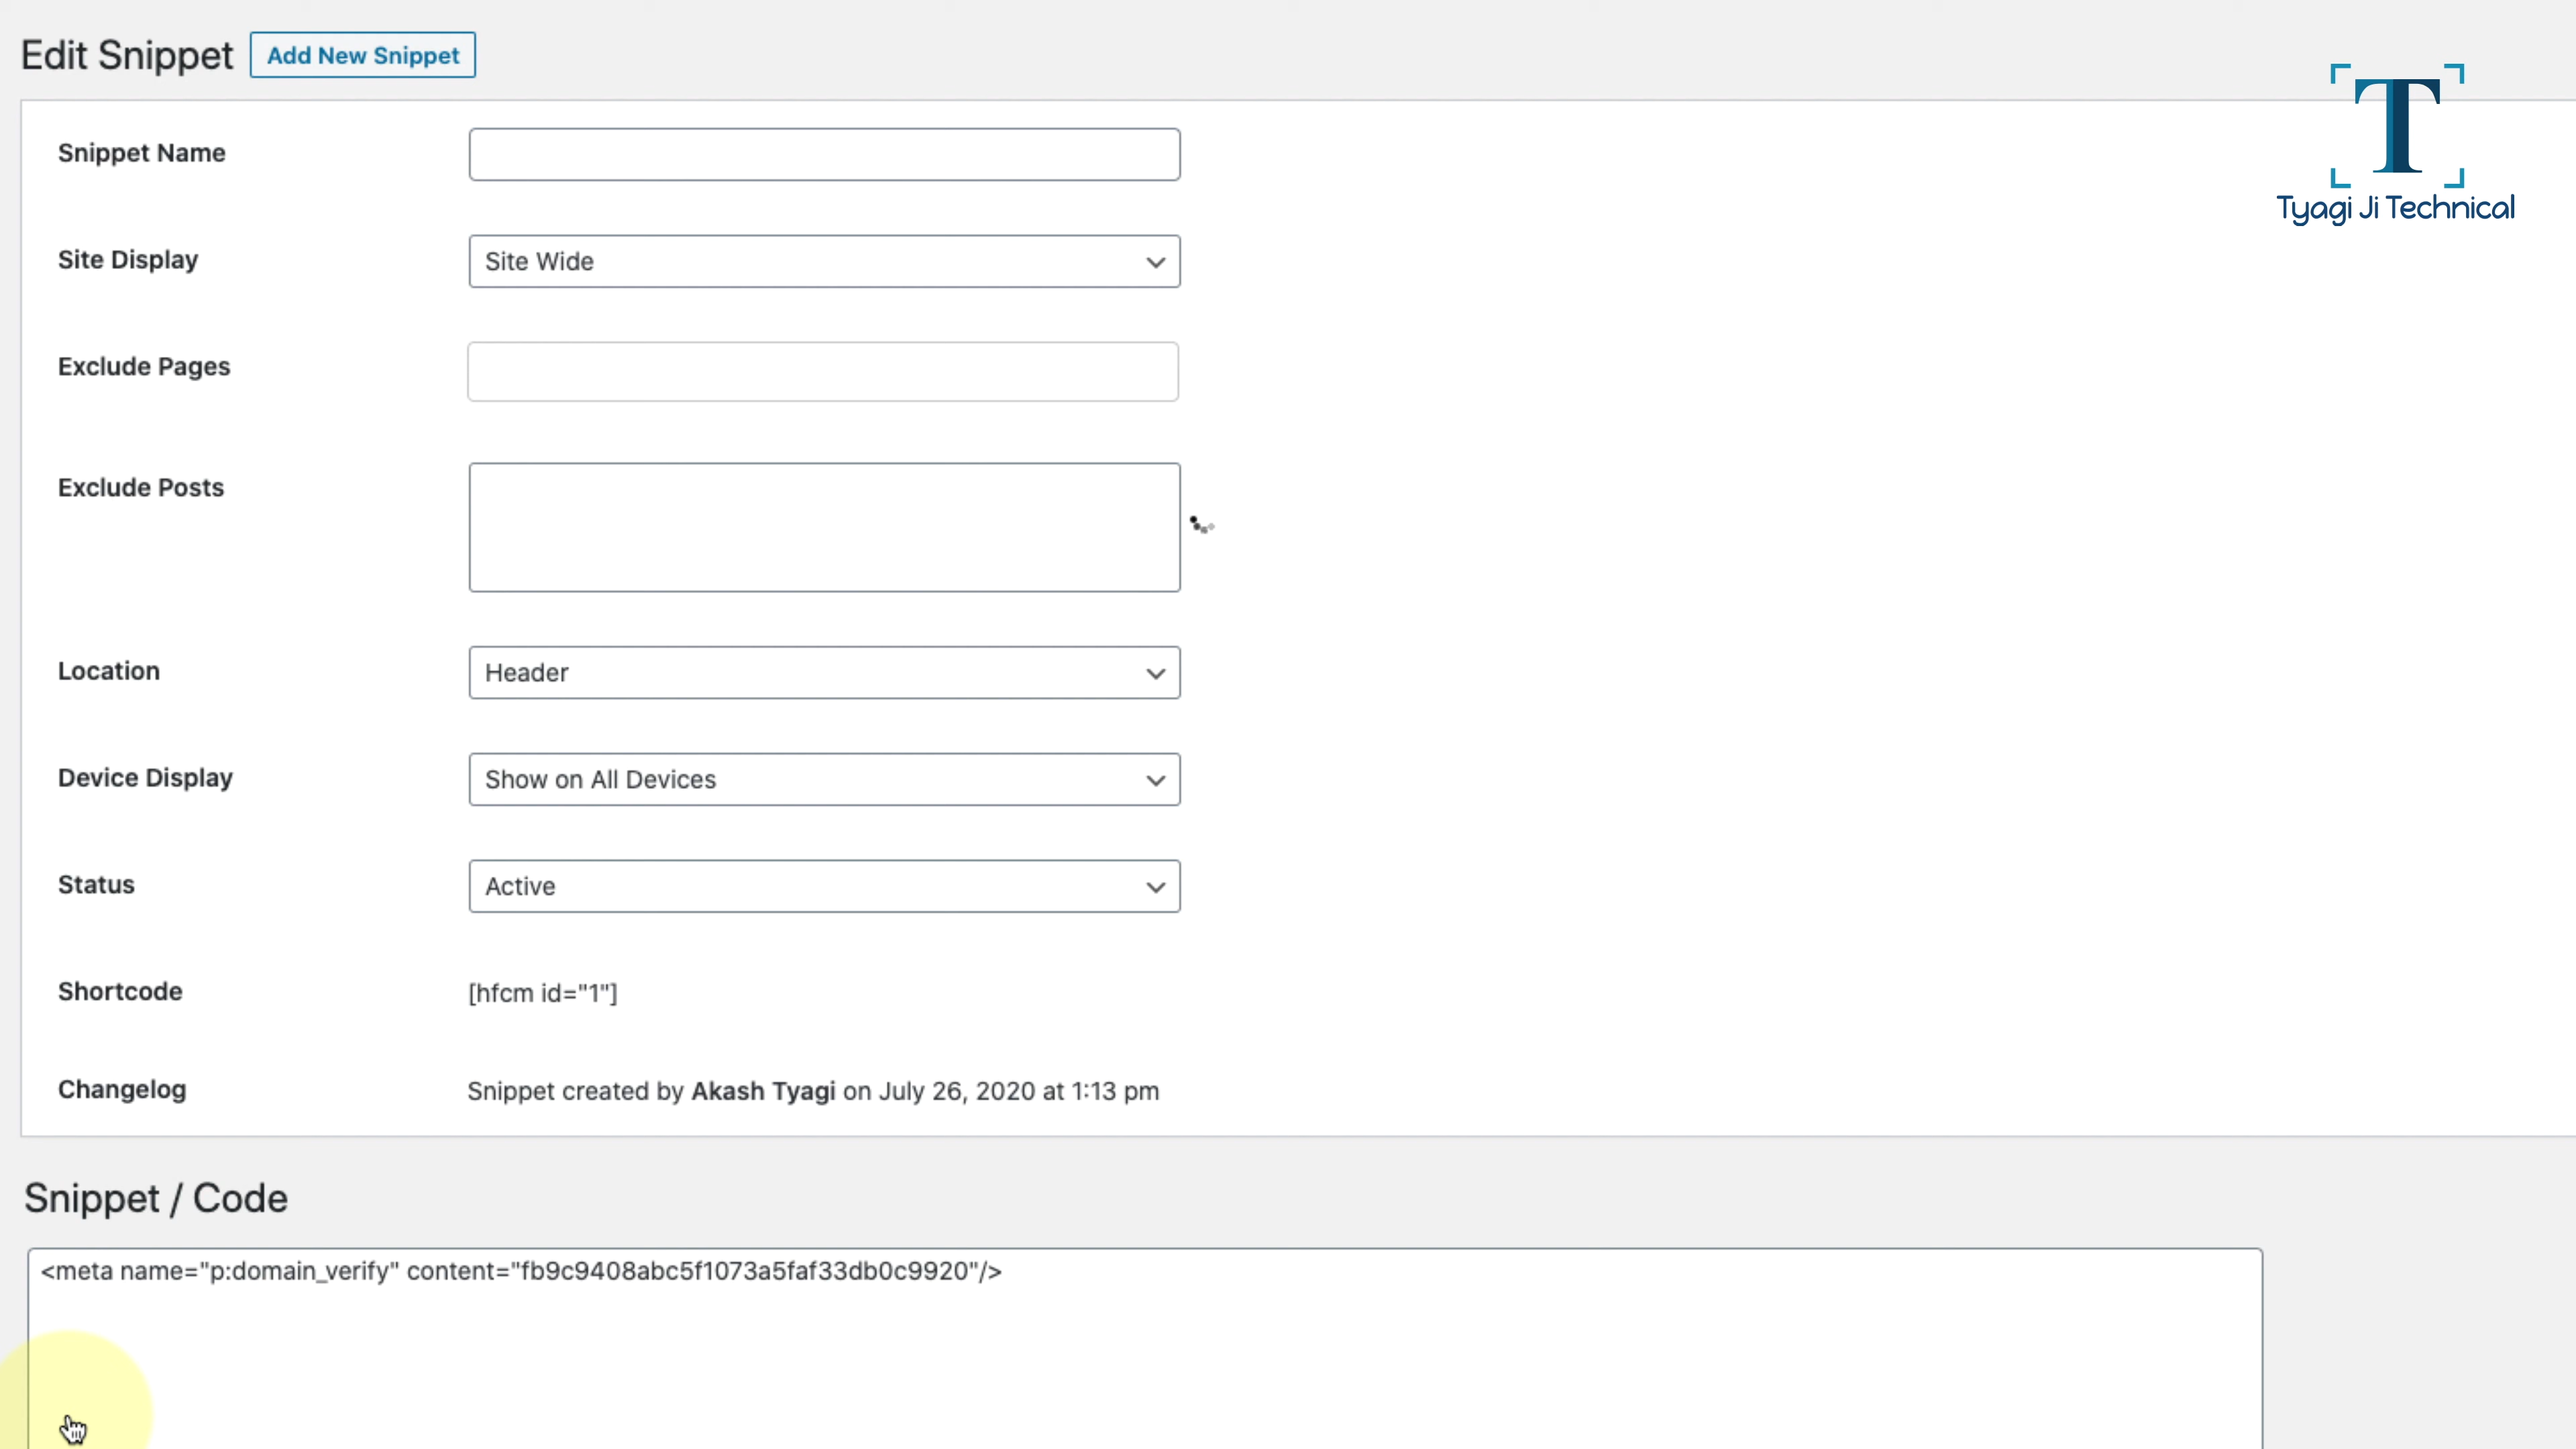 Edit Snippet Add New Snippet
T
Tyagi Ji Technical
Snippet Name
Site Display Site Wide
Exclude Pages
Exclude Posts
Location Header
Device Display Show on All Devices
Status Active
Shortcode [hfcm id="1"]
Changelog Snippet created by Akash Tyagi on July 26, 2020 at 1:13 pm
Snippet / Code
<meta name="p:domain_verify" content="fb9c9408abc5f1073a5faf33db0c9920"/>